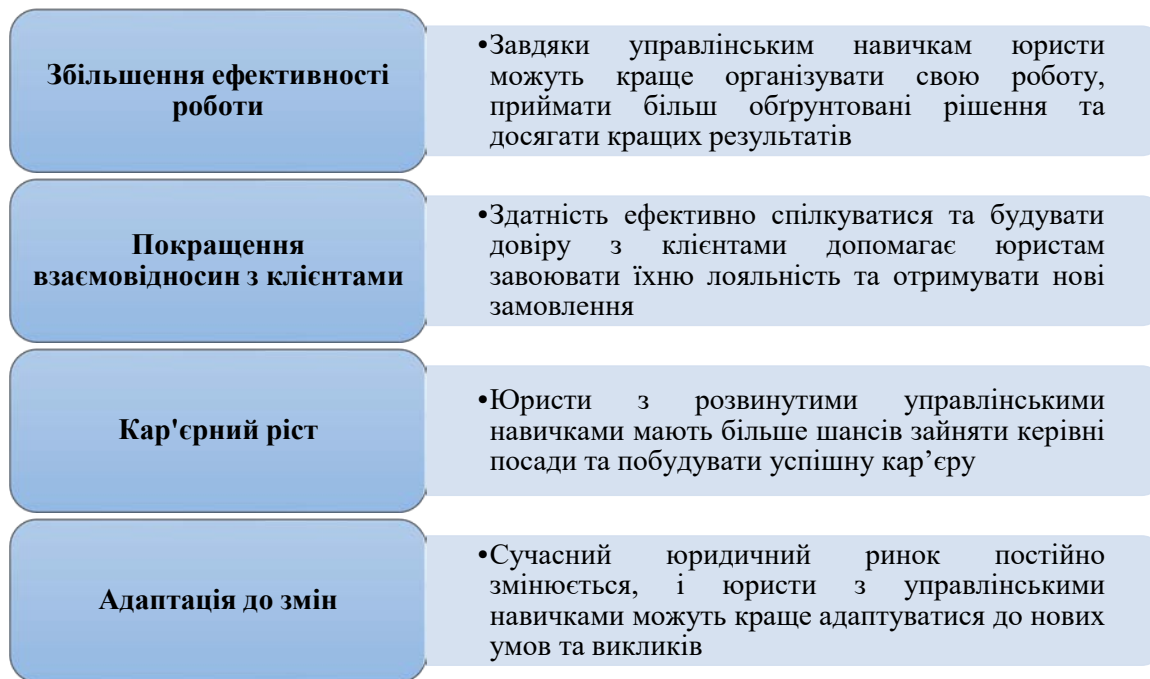 Збільшення ефективності
роботи
•Завдяки управлінським навичкам юристи
можуть краще організувати свою роботу,
приймати більш обґрунтовані рішення та
досягати кращих результатів
Покращення
взаємовідносин з клієнтами
•Здатність ефективно спілкуватися та будувати
довіру з клієнтами допомагає юристам
завоювати їхню лояльність та отримувати нові
замовлення
Кар'єрний ріст
•Юристи з розвинутими управлінськими
навичками мають більше шансів зайняти керівні
посади та побудувати успішну кар’єру
Адаптація до змін
•Сучасний юридичний ринок постійно
змінюється, і юристи з управлінськими
навичками можуть краще адаптуватися до нових
умов та викликів